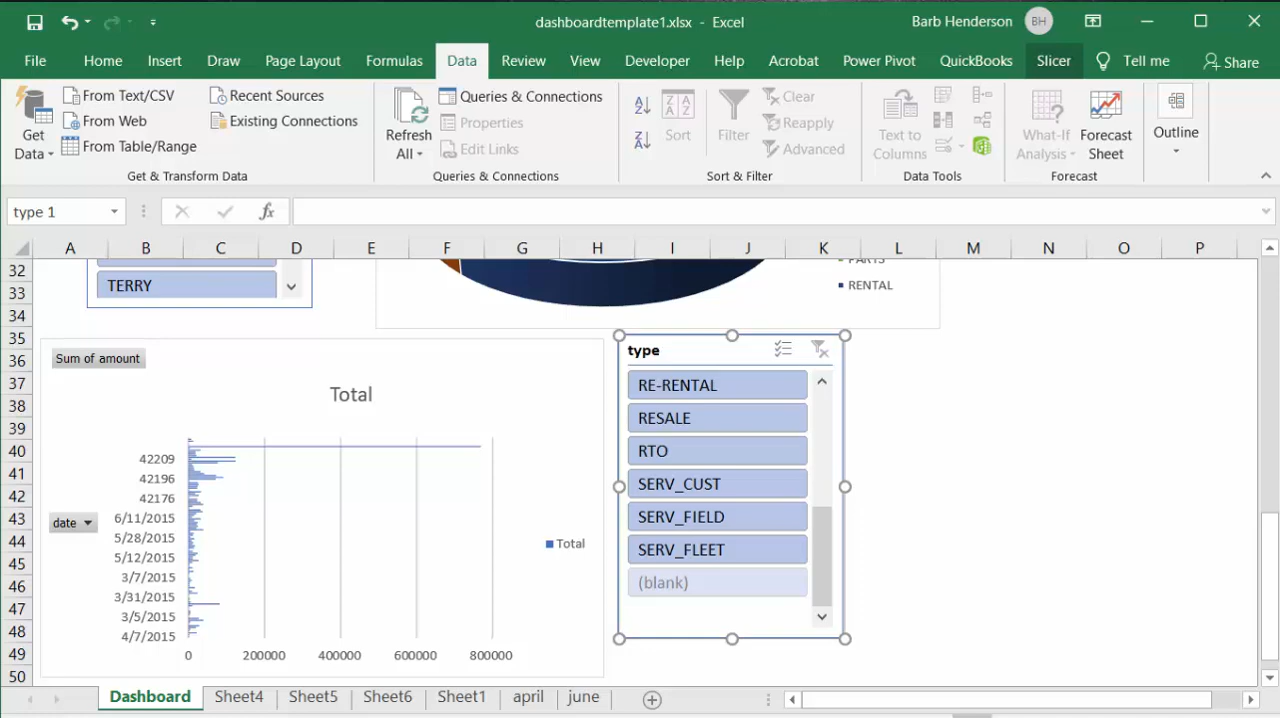 dashboardtemplate1.xlsx - Excel
Barb Henderson
BH
File Home Insert Draw Page Layout Formulas Data Review View Developer Help Acrobat Power Pivot QuickBooks Slicer Tell me Share
Get Data
From Text/CSV
From Web
From Table/Range
Recent Sources
Existing Connections
Get & Transform Data
Refresh All
Queries & Connections
Properties
Edit Links
Queries & Connections
Sort
Filter
Clear
Reapply
Advanced
Sort & Filter
Text to Columns
Data Tools
What-If Analysis
Forecast Sheet
Forecast
Outline
type 1
fx
A B C D E F G H I J K L M N O P
32
33
34
35
36
37
38
39
40
41
42
43
44
45
46
47
48
49
50
TERRY
PARTS
RENTAL
Sum of amount
Total
42209
42196
42176
6/11/2015
5/28/2015
5/12/2015
3/7/2015
3/31/2015
3/5/2015
4/7/2015
date
0 200000 400000 600000 800000
Total
type
RE-RENTAL
RESALE
RTO
SERV_CUST
SERV_FIELD
SERV_FLEET
(blank)
Dashboard Sheet4 Sheet5 Sheet6 Sheet1 april june